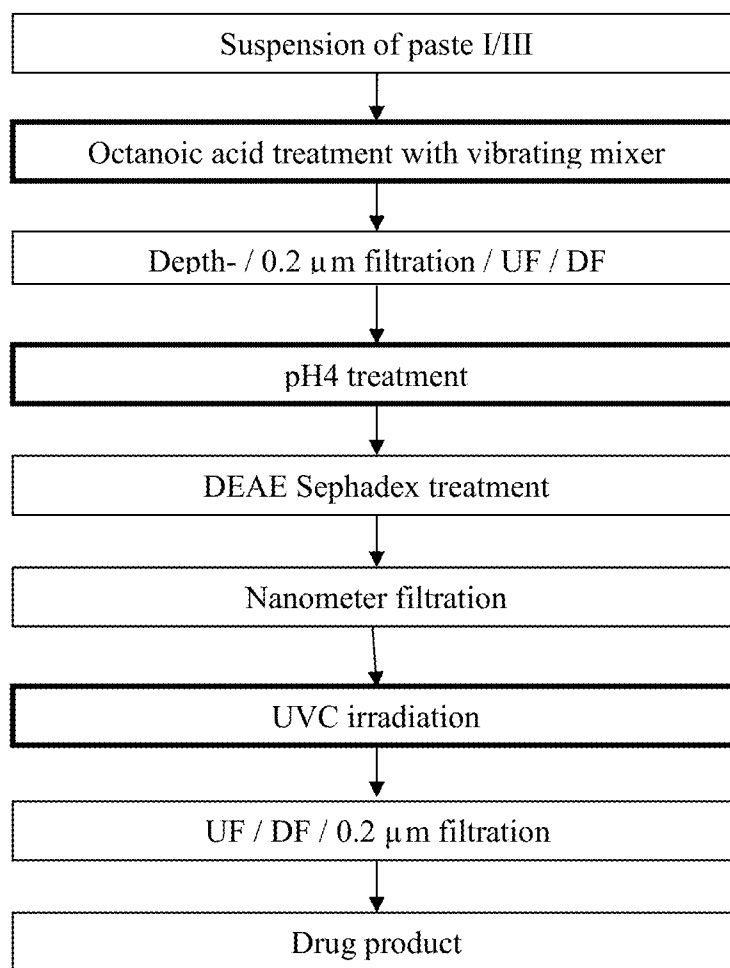 Suspension of paste I/III
Octanoic acid treatment with vibrating mixer
Depth- / 0.2 µm filtration / UF / DF
pH4 treatment
DEAE Sephadex treatment
Nanometer filtration
UVC irradiation
UF / DF / 0.2 µm filtration
Drug product